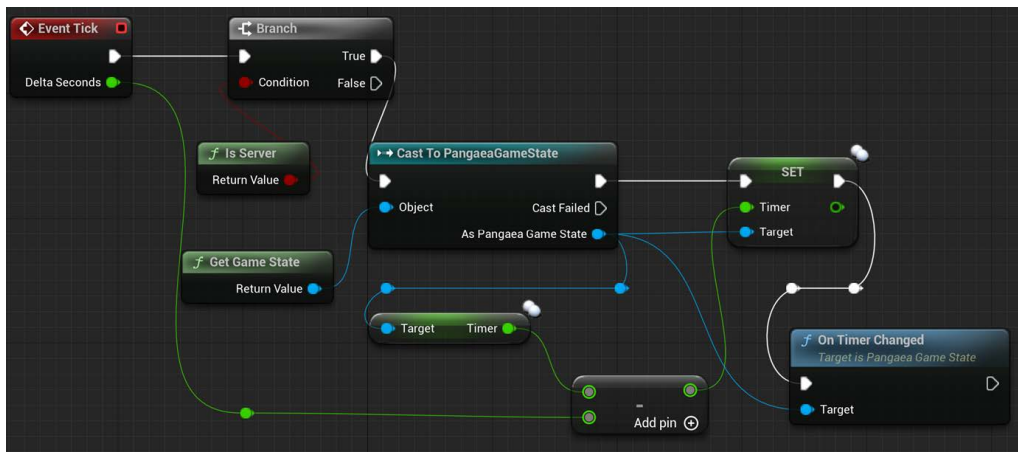 Event Tick
Delta Seconds
Branch
True
Condition
False
f Is Server
Return Value
Cast To PangaeaGameState
Object
Cast Failed
As Pangaea Game State
SET
Timer
Target
f Get Game State
Return Value
Target Timer
-
Add pin
f On Timer Changed
Target is Pangaea Game State
Target